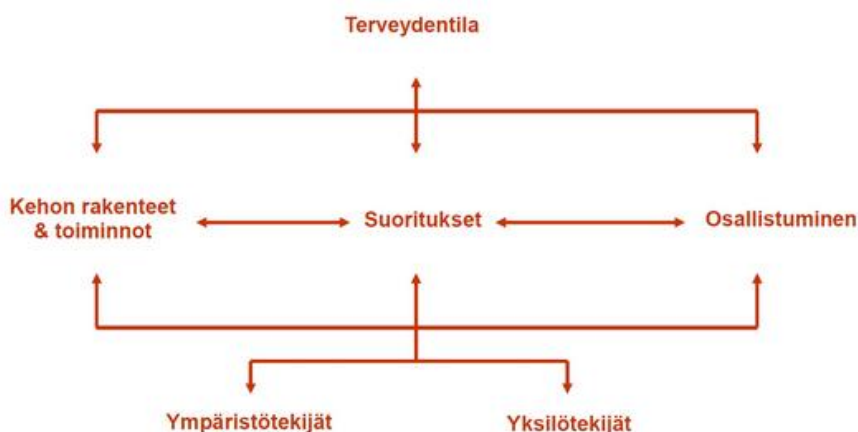 Terveydentila
Kehon rakenteet
& toiminnot
Suoritukset
Osallistuminen
Ympäristötekijät
Yksilötekijät